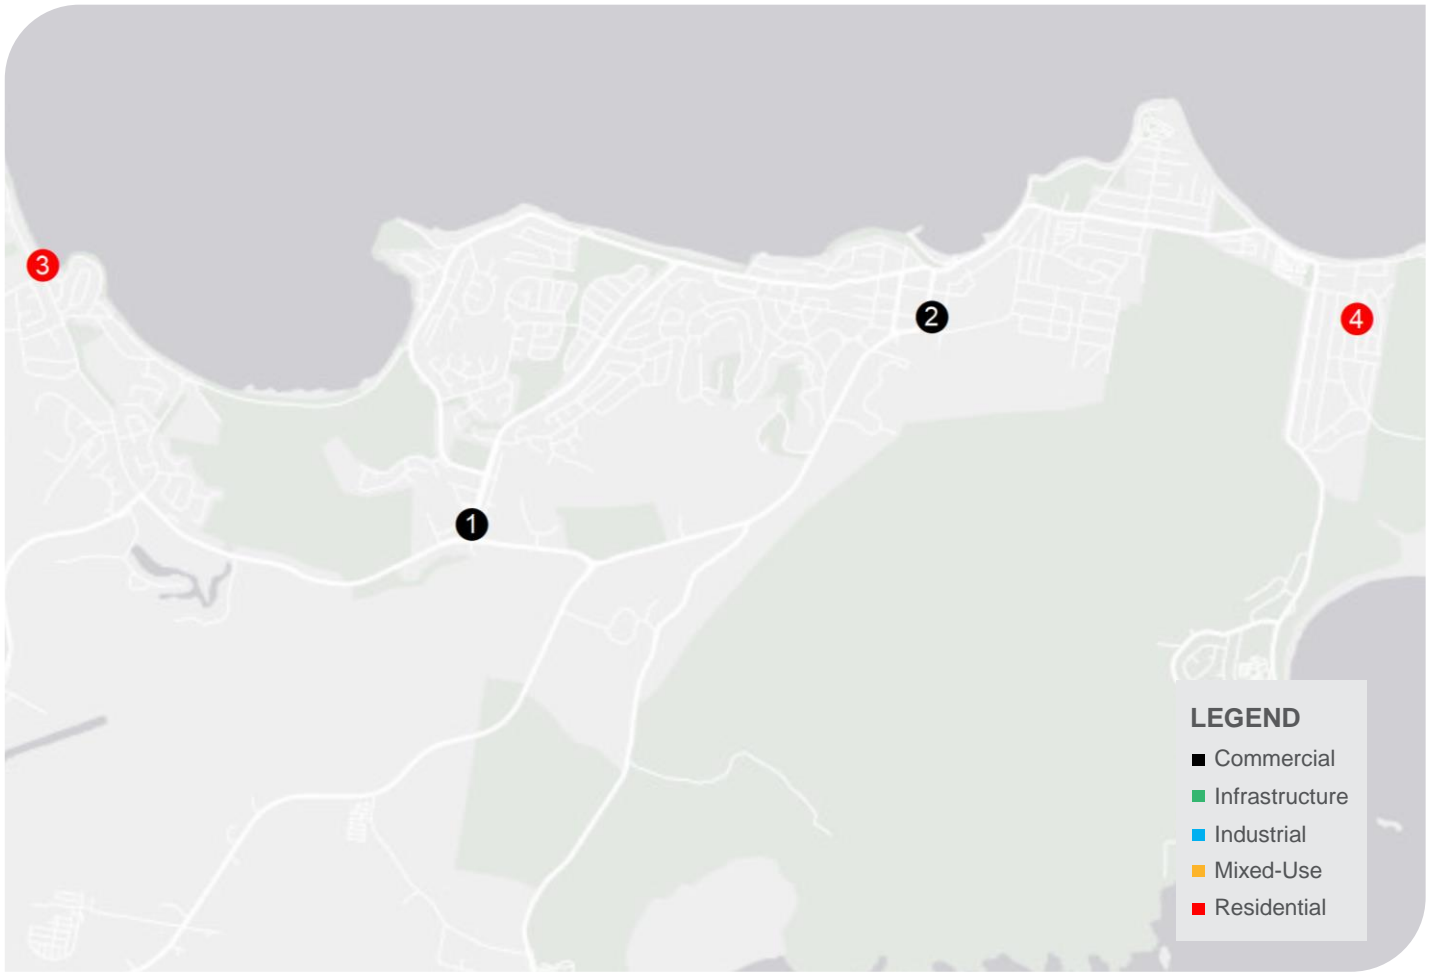 3
2
4
1
LEGEND
Commercial
Infrastructure
Industrial
Mixed-Use
Residential